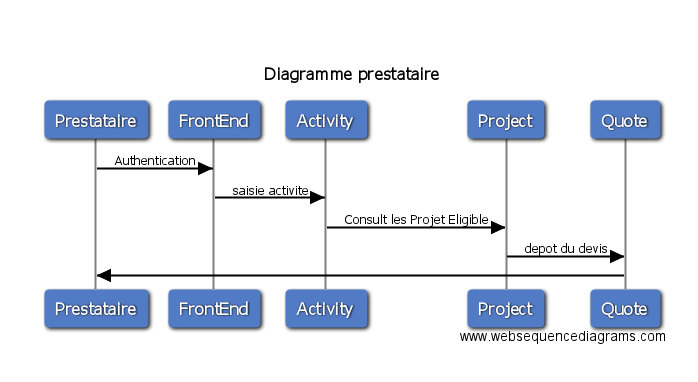 Diagramme prestataire
Prestataire
FrontEnd
Activity
Project
Quote
Authentication
saisie activite
Consult les Projet Eligible
depot du devis
Prestataire
FrontEnd
Activity
Project
Quote
www.websequencediagrams.com